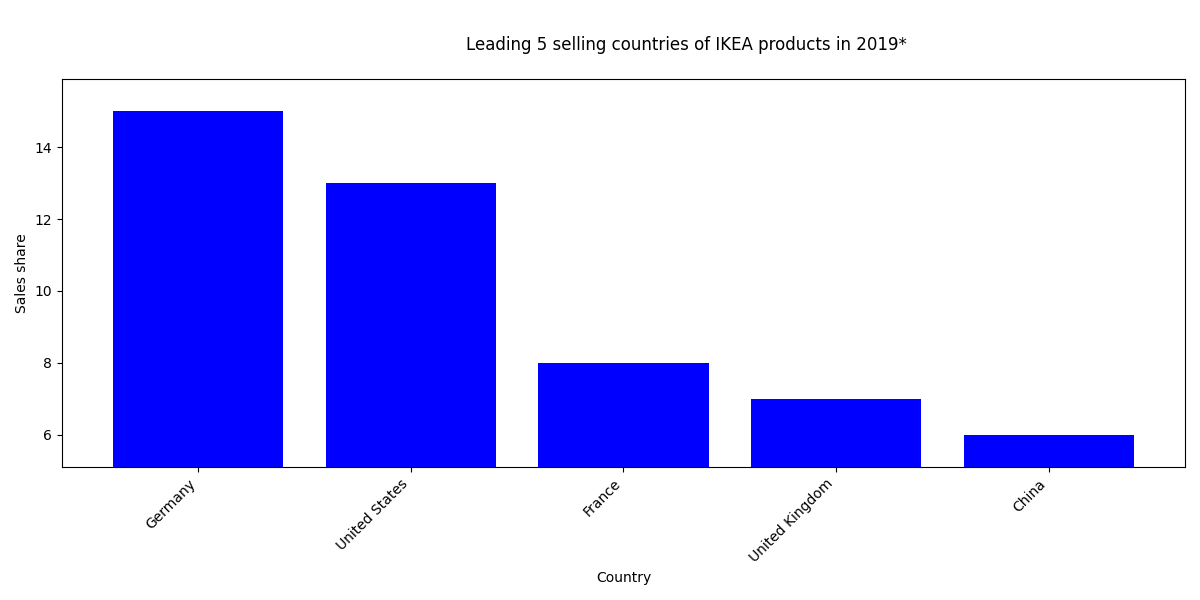 Leading 5 selling countries of IKEA products in 2019*
Sales share
14
12
10
8
6
Germany
United States
France
United Kingdom
China
Country